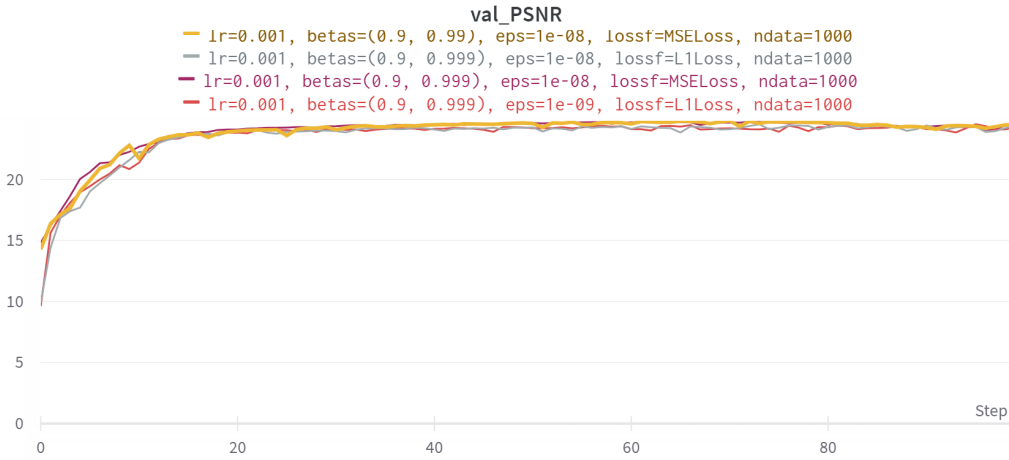 val_PSNR
lr=0.001, betas=(0.9, 0.99), eps=1e-08, lossf=MSELoss, ndata=1000
lr=0.001, betas=(0.9, 0.999), eps=1e-08, lossf=L1Loss, ndata=1000
lr=0.001, betas=(0.9, 0.999), eps=1e-08, lossf=MSELoss, ndata=1000
lr=0.001, betas=(0.9, 0.999), eps=1e-09, lossf=L1Loss, ndata=1000
20
15
10
5
0
Step
0 20 40 60 80